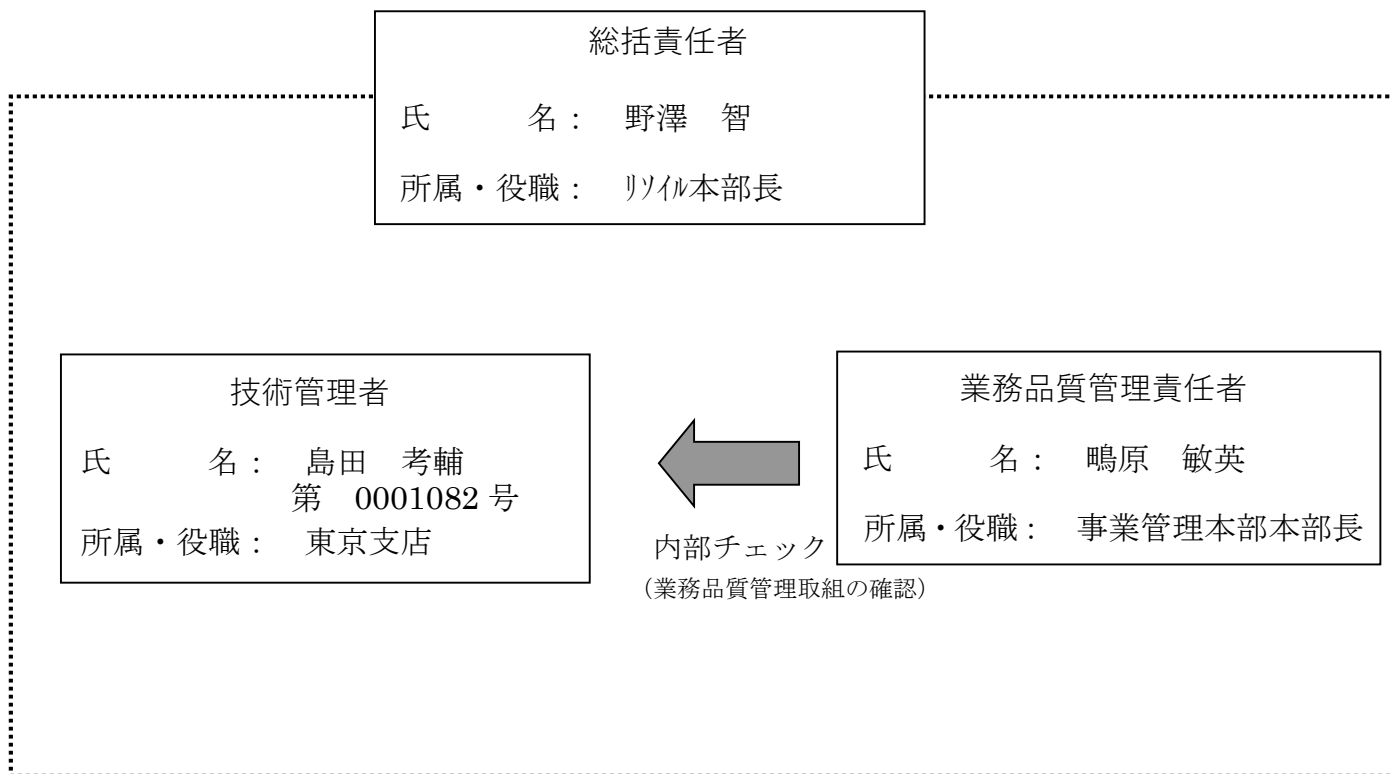 総括責任者
氏　　　名：　野澤　智
所属・役職：　ﾘｿｲﾙ本部長
技術管理者
氏　　　名：　島田　考輔
第　0001082 号
所属・役職：　東京支店
業務品質管理責任者
氏　　　名：　鴫原　敏英
所属・役職：　事業管理本部本部長
内部チェック
（業務品質管理取組の確認）